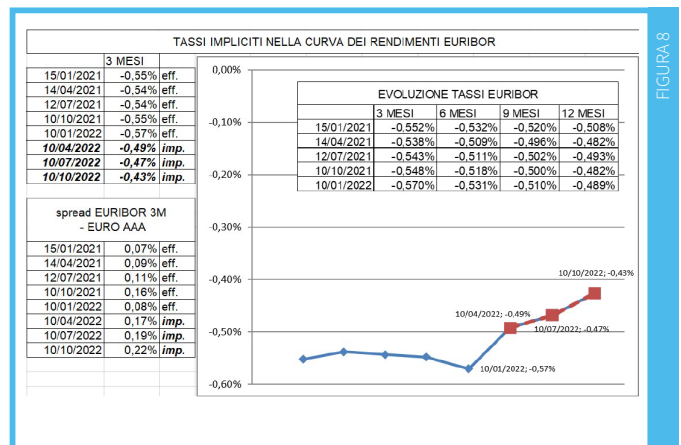 FIGURA 8
TASSI IMPLICITI NELLA CURVA DEI RENDIMENTI EURIBOR
3 MESI
15/01/2021 -0,55% eff.
14/04/2021 -0,54% eff.
12/07/2021 -0,54% eff.
10/10/2021 -0,55% eff.
10/01/2022 -0,57% eff.
10/04/2022 -0,49% imp.
10/07/2022 -0,47% imp.
10/10/2022 -0,43% imp.
spread EURIBOR 3M
- EURO AAA
15/01/2021 0,07% eff.
14/04/2021 0,09% eff.
12/07/2021 0,11% eff.
10/10/2021 0,16% eff.
10/01/2022 0,08% eff.
10/04/2022 0,17% imp.
10/07/2022 0,19% imp.
10/10/2022 0,22% imp.
0,00%
-0,10%
-0,20%
-0,30%
-0,40%
-0,50%
-0,60%
EVOLUZIONE TASSI EURIBOR
3 MESI 6 MESI 9 MESI 12 MESI
15/01/2021 -0,552% -0,532% -0,520% -0,508%
14/04/2021 -0,538% -0,509% -0,496% -0,482%
12/07/2021 -0,543% -0,511% -0,502% -0,493%
10/10/2021 -0,548% -0,518% -0,500% -0,482%
10/01/2022 -0,570% -0,531% -0,510% -0,489%
10/10/2022; -0,43%
10/04/2022; -0,49%
10/07/2022; -0,47%
10/01/2022; -0,57%